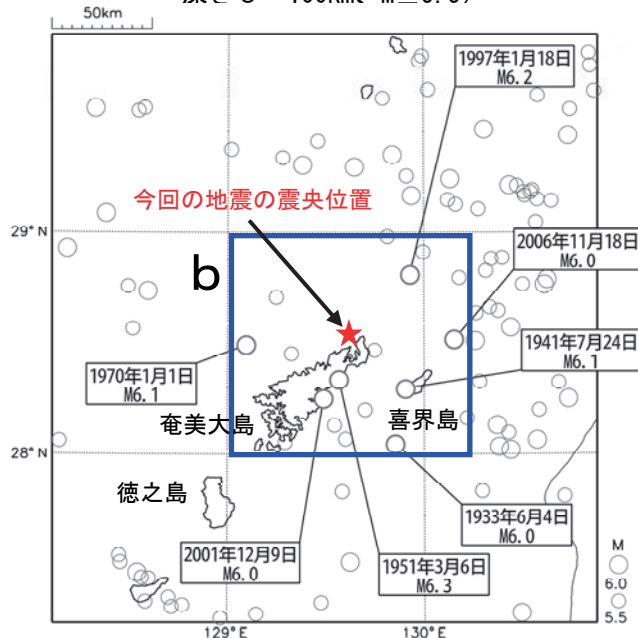 50km
1997年1月18日
M6.2
今回の地震の震央位置
29°N
2006年11月18日
M6.0
b
1941年7月24日
M6.1
1970年1月1日
M6.1
奄美大島
喜界島
28°N
徳之島
1933年6月4日
M6.0
2001年12月9日
M6.0
1951年3月6日
M6.3
M
6.0
5.5
129°E
130°E